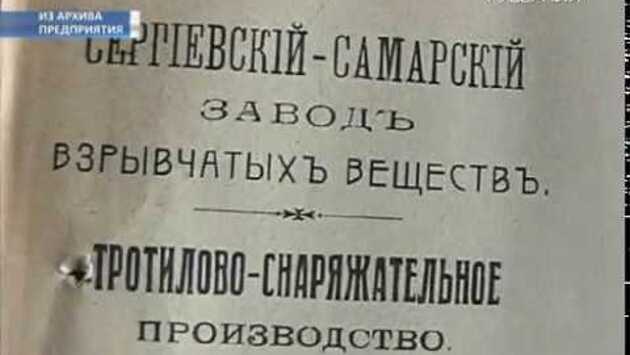 ИЗ АРХИВА
ПРЕДПРИЯТИЯ
СЕРГІЕВСКІЙ-САМАРСКІЙ
ЗАВОДЪ
ВЗРЫВЧАТЫХЪ ВЕЩЕСТВЪ.
ТРОТИЛОВО-СНАРЯЖАТЕЛЬНОЕ
ПРОИЗВОДСТВО.